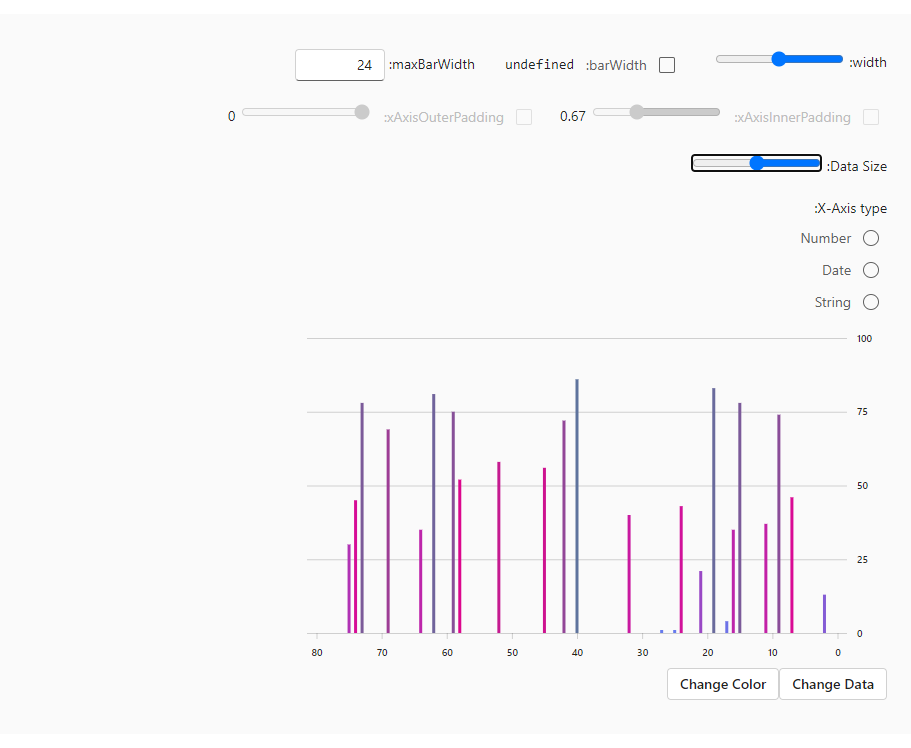 :width
undefined :barWidth
24 :maxBarWidth
:xAxisInnerPadding
0.67
:xAxisOuterPadding
0
:Data Size
:X-Axis type
Number
Date
String
100
75
50
25
0
80 70 60 50 40 30 20 10 0
Change Color Change Data